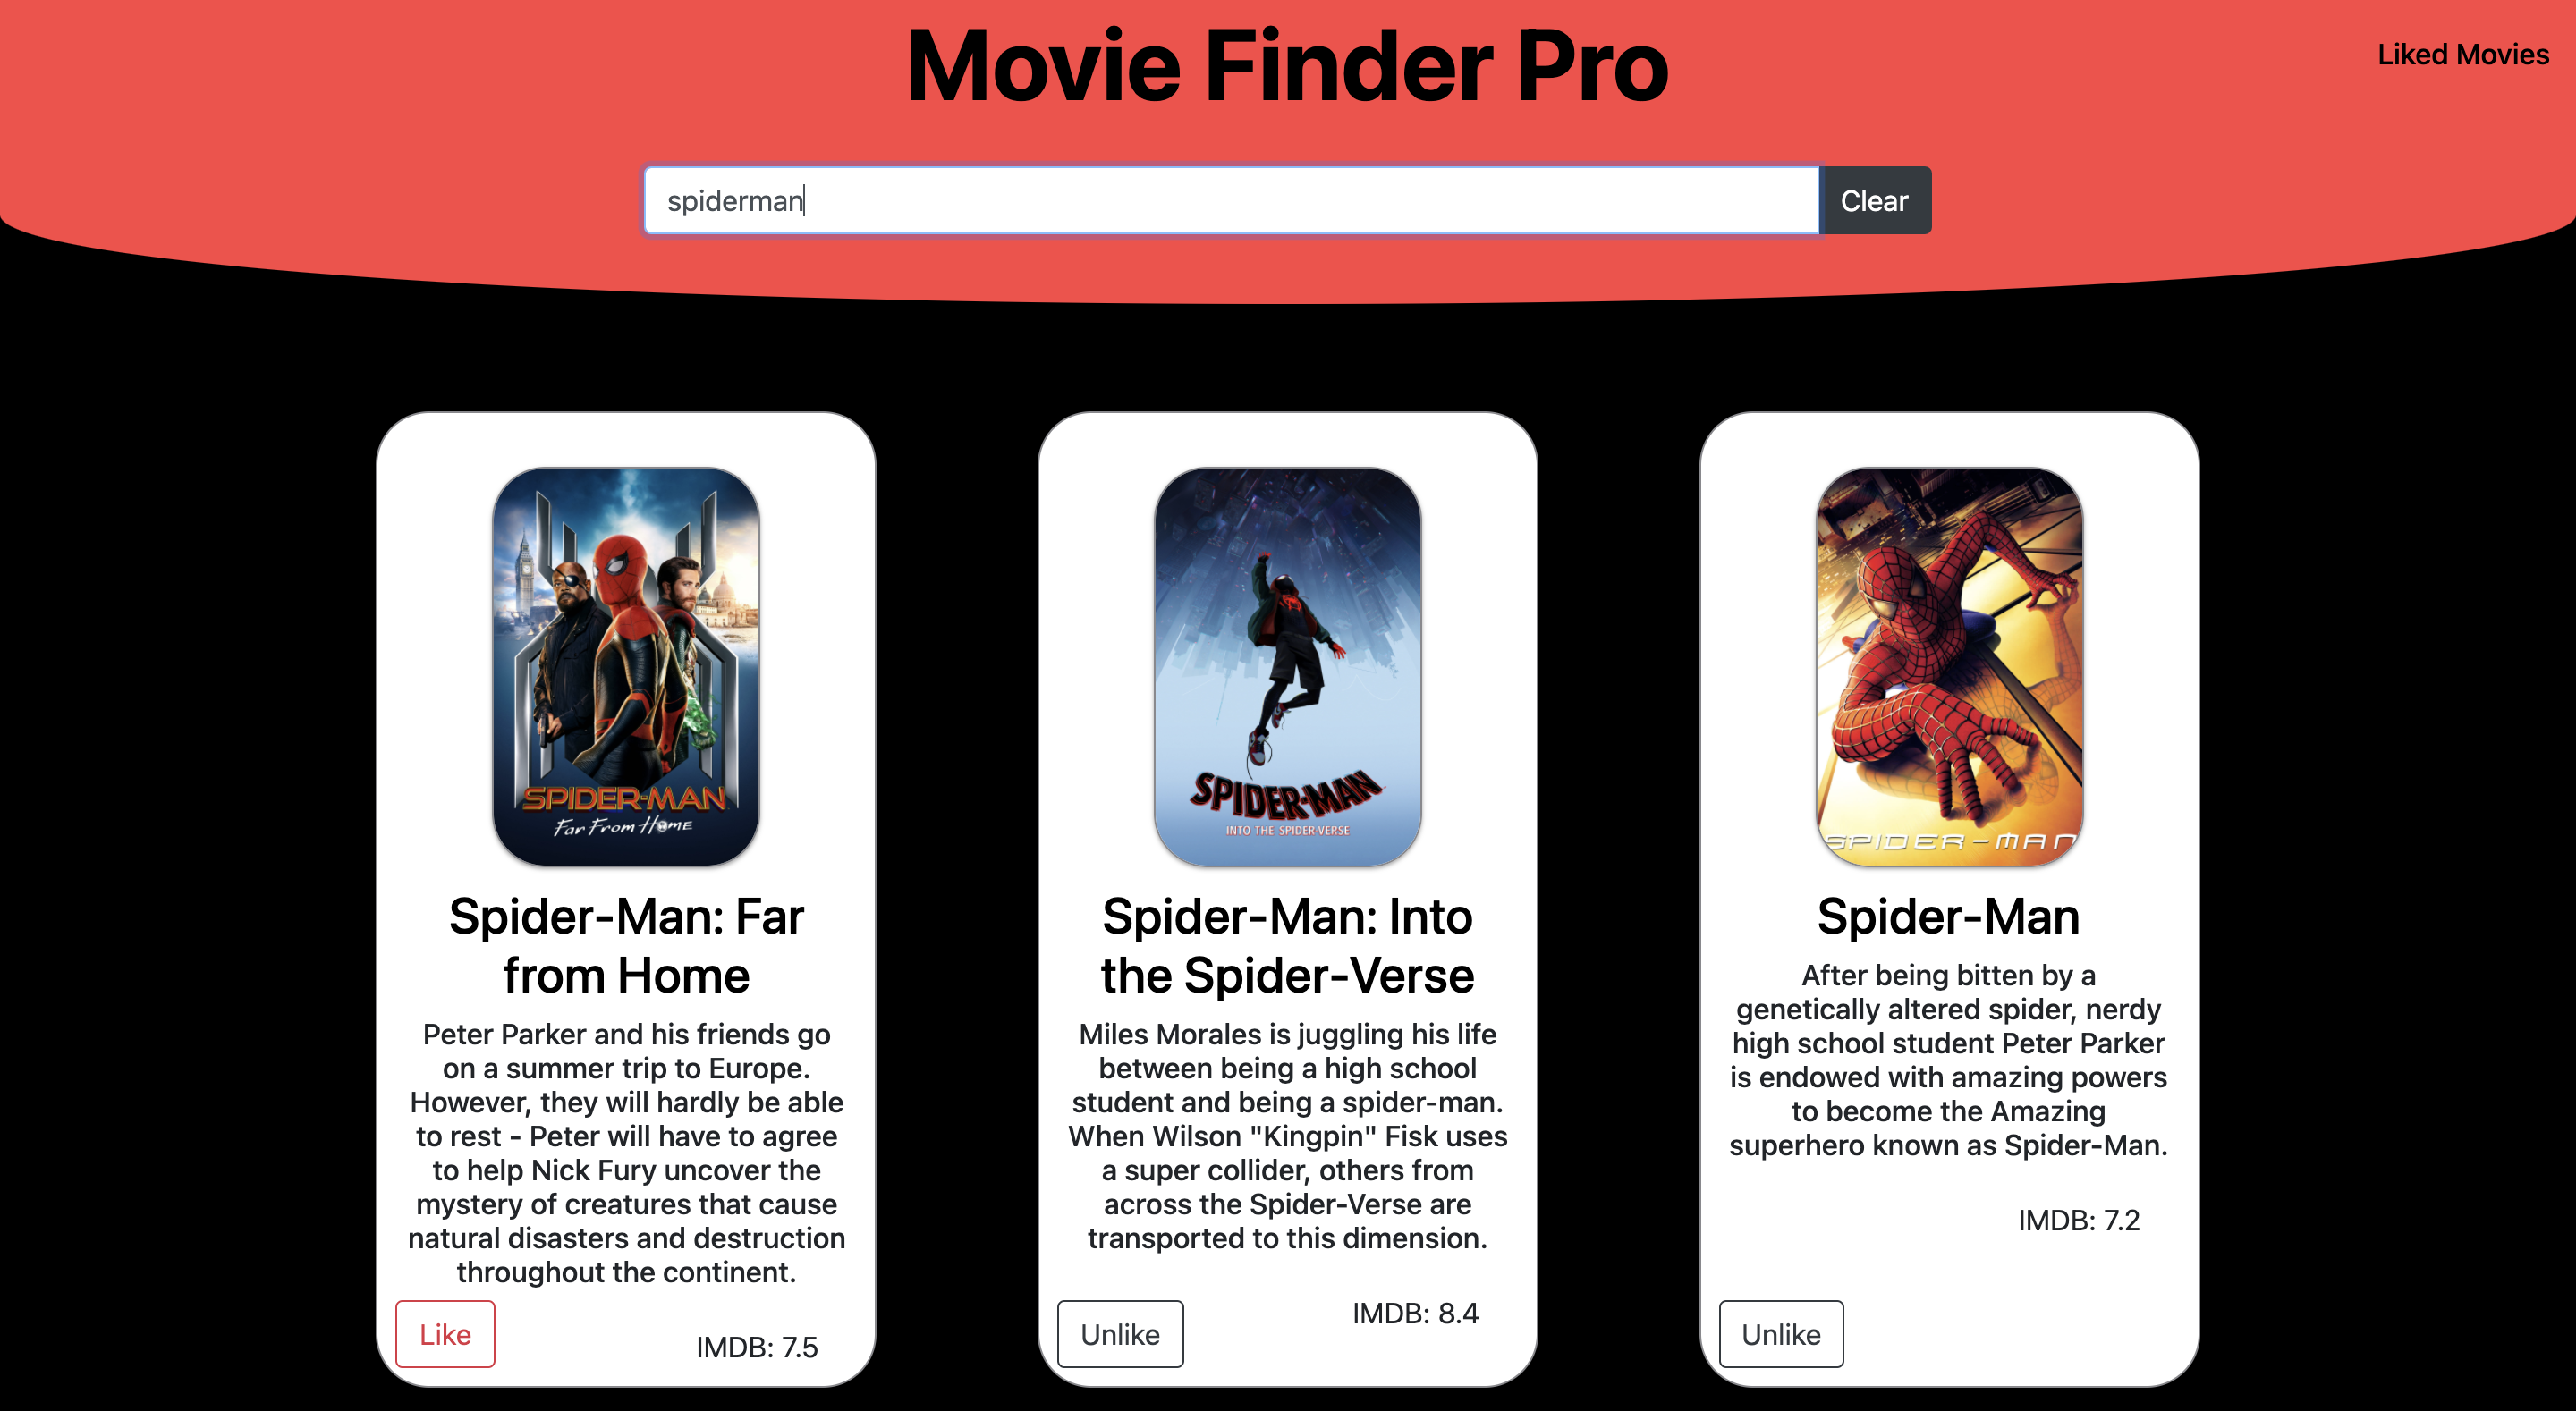 Movie Finder Pro
Liked Movies
spiderman
Clear
SPIDER-MAN
Far From Home
Spider-Man: Far
from Home
Peter Parker and his friends go
on a summer trip to Europe.
However, they will hardly be able
to rest - Peter will have to agree
to help Nick Fury uncover the
mystery of creatures that cause
natural disasters and destruction
throughout the continent.
Like
IMDB: 7.5
SPIDER-MAN
INTO THE SPIDER-VERSE
Spider-Man: Into
the Spider-Verse
Miles Morales is juggling his life
between being a high school
student and being a spider-man.
When Wilson "Kingpin" Fisk uses
a super collider, others from
across the Spider-Verse are
transported to this dimension.
IMDB: 8.4
Unlike
SPIDER-MAN
Spider-Man
After being bitten by a
genetically altered spider, nerdy
high school student Peter Parker
is endowed with amazing powers
to become the Amazing
superhero known as Spider-Man.
IMDB: 7.2
Unlike